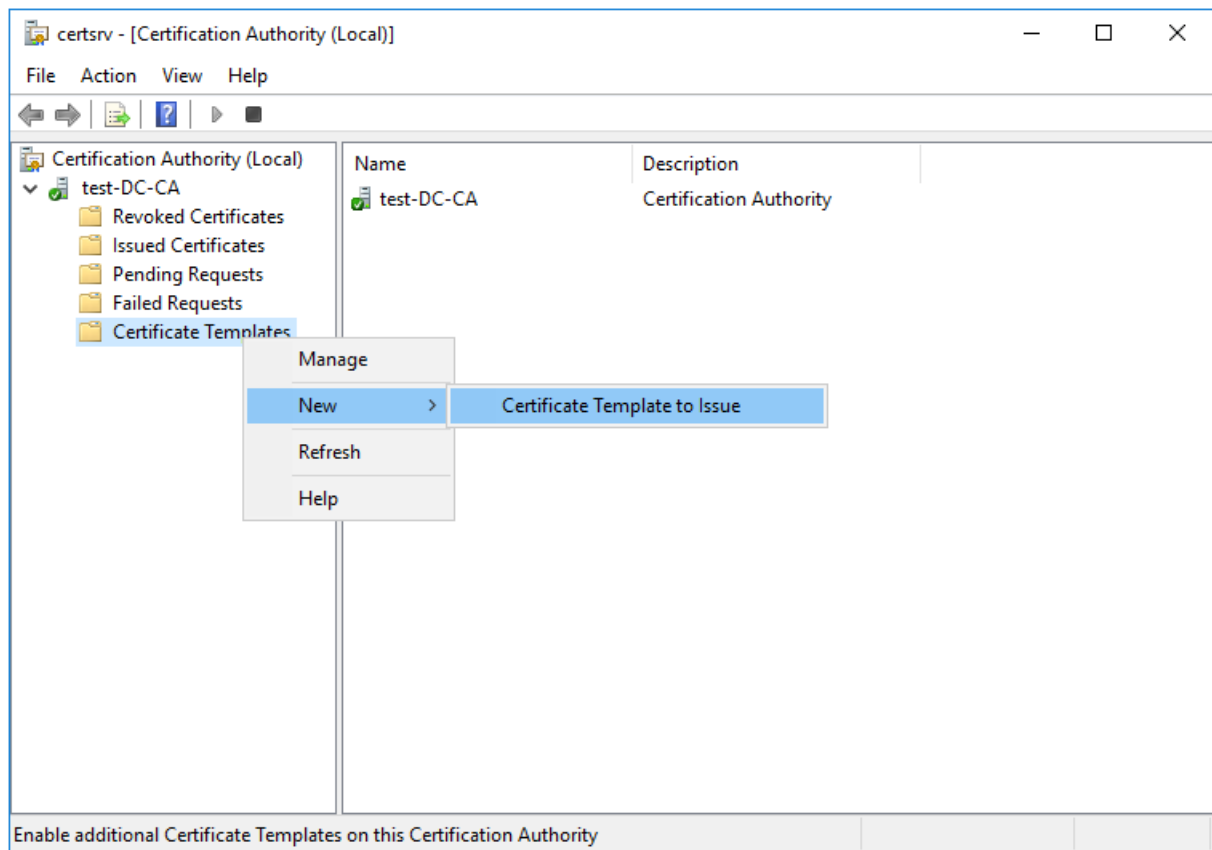 certsrv - [Certification Authority (Local)]
File Action View Help
Certification Authority (Local)
test-DC-CA
Revoked Certificates
Issued Certificates
Pending Requests
Failed Requests
Certificate Templates
Name Description
test-DC-CA Certification Authority
Manage
New
Certificate Template to Issue
Refresh
Help
Enable additional Certificate Templates on this Certification Authority